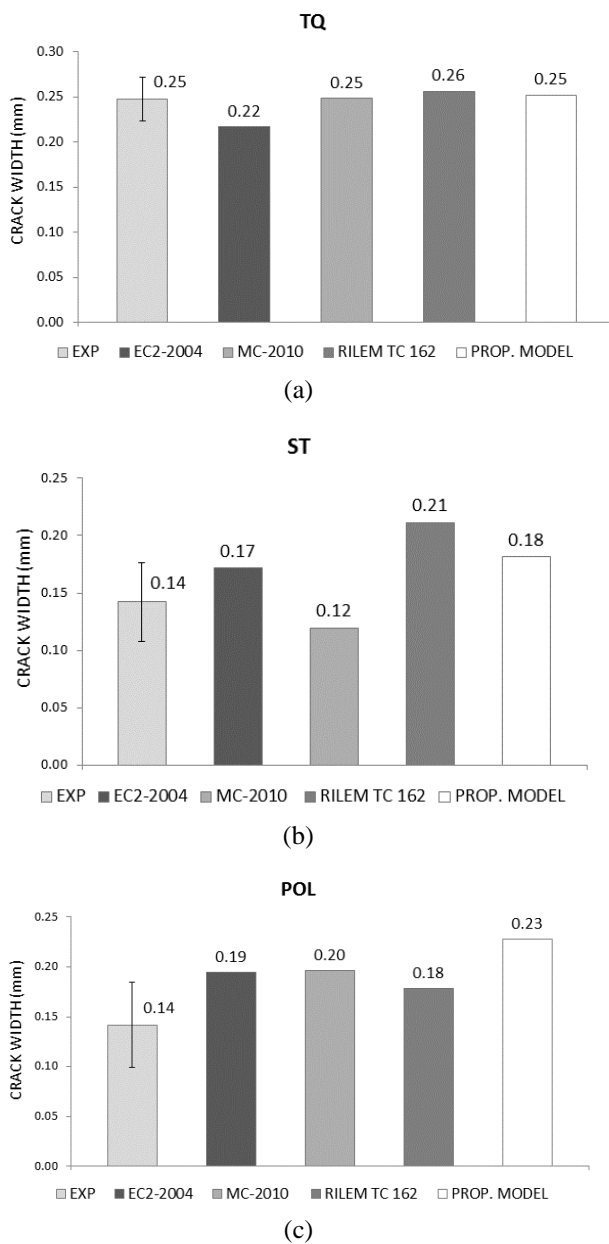 TQ
CRACK WIDTH (mm)
0.30
0.25
0.20
0.15
0.10
0.05
0.00
0.25
0.22
0.25
0.26
0.25
EXP EC2-2004 MC-2010 RILEM TC 162 PROP. MODEL
(a)
ST
CRACK WIDTH (mm)
0.25
0.20
0.15
0.10
0.05
0.00
0.14
0.17
0.12
0.21
0.18
EXP EC2-2004 MC-2010 RILEM TC 162 PROP. MODEL
(b)
POL
CRACK WIDTH (mm)
0.25
0.20
0.15
0.10
0.05
0.00
0.14
0.19
0.20
0.18
0.23
EXP EC2-2004 MC-2010 RILEM TC 162 PROP. MODEL
(c)